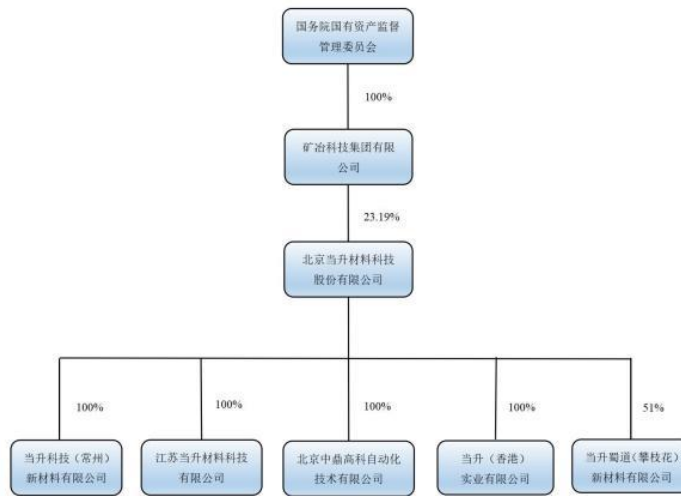 国务院国有资产监督
管理委员会
100%
矿冶科技集团有限
公司
23.19%
北京当升材料科技
股份有限公司
100%
100%
100%
100%
51%
当升科技（常州）
新材料有限公司
江苏当升材料科技
有限公司
北京中鼎高科自动化
技术有限公司
当升（香港）
实业有限公司
当升蜀道（攀枝花）
新材料有限公司